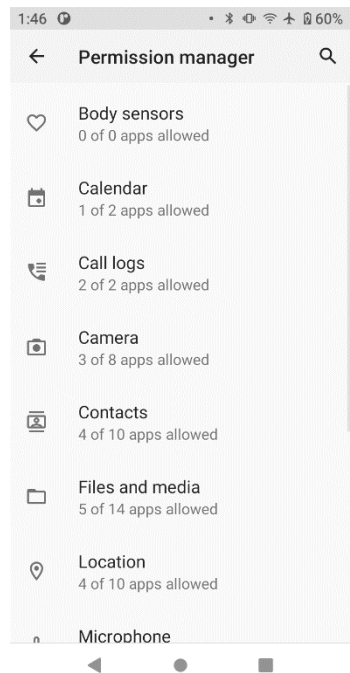 1:46
60%
Permission manager
Body sensors
0 of 0 apps allowed
Calendar
1 of 2 apps allowed
Call logs
2 of 2 apps allowed
Camera
3 of 8 apps allowed
Contacts
4 of 10 apps allowed
Files and media
5 of 14 apps allowed
Location
4 of 10 apps allowed
Microphone